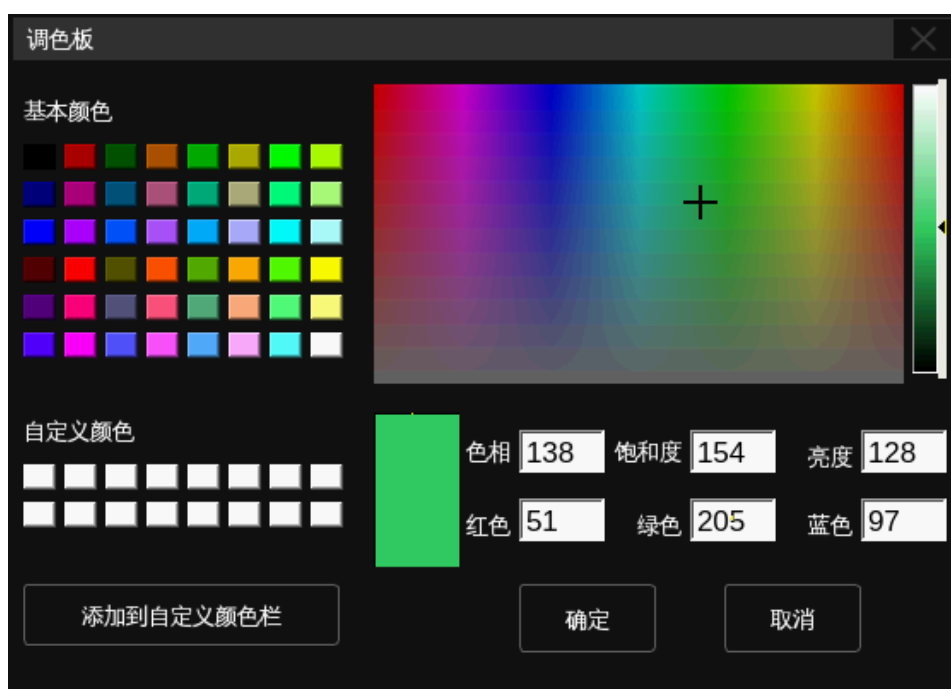 调色板
基本颜色
自定义颜色
色相 138 饱和度 154 亮度 128
红色 51 绿色 205 蓝色 97
添加到自定义颜色栏 确定 取消